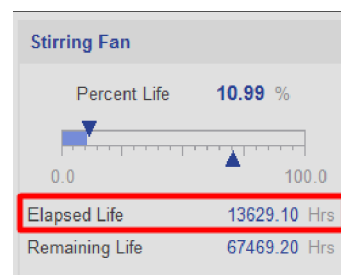 Stirring Fan
Percent Life 10.99 %
0.0 100.0
Elapsed Life 13629.10 Hrs
Remaining Life 67469.20 Hrs